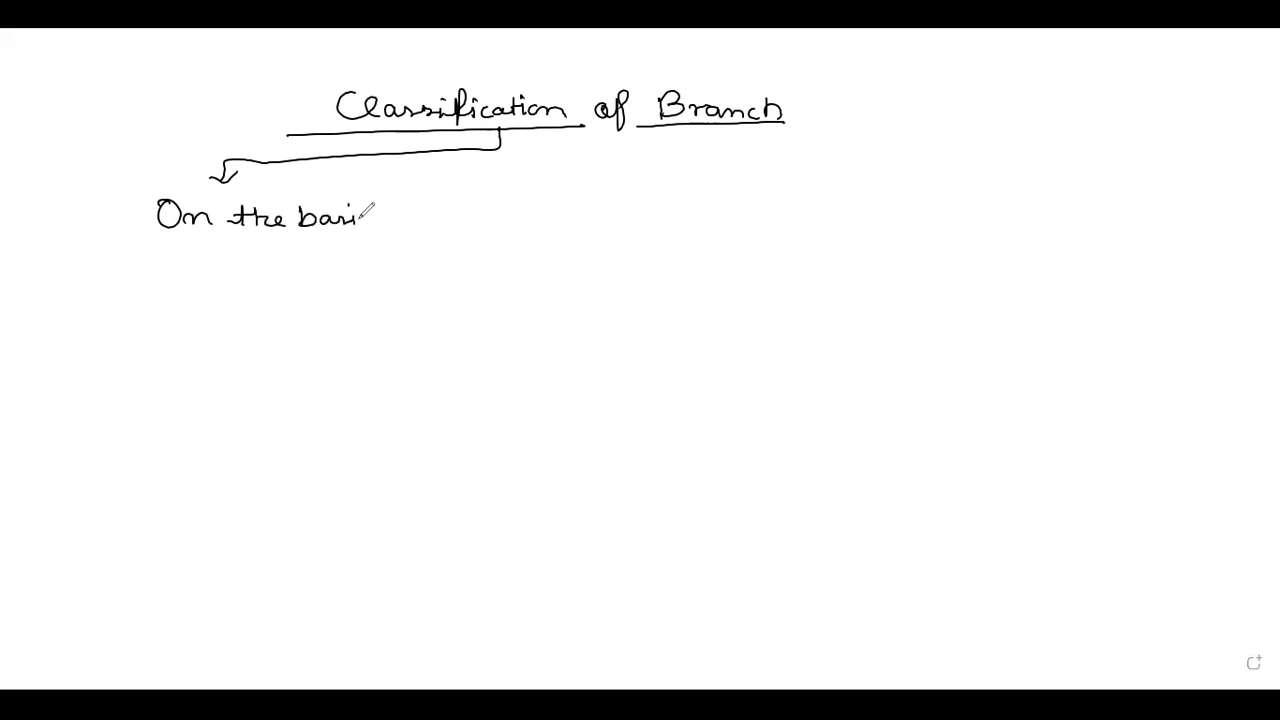 Classification of Branch
On the basi